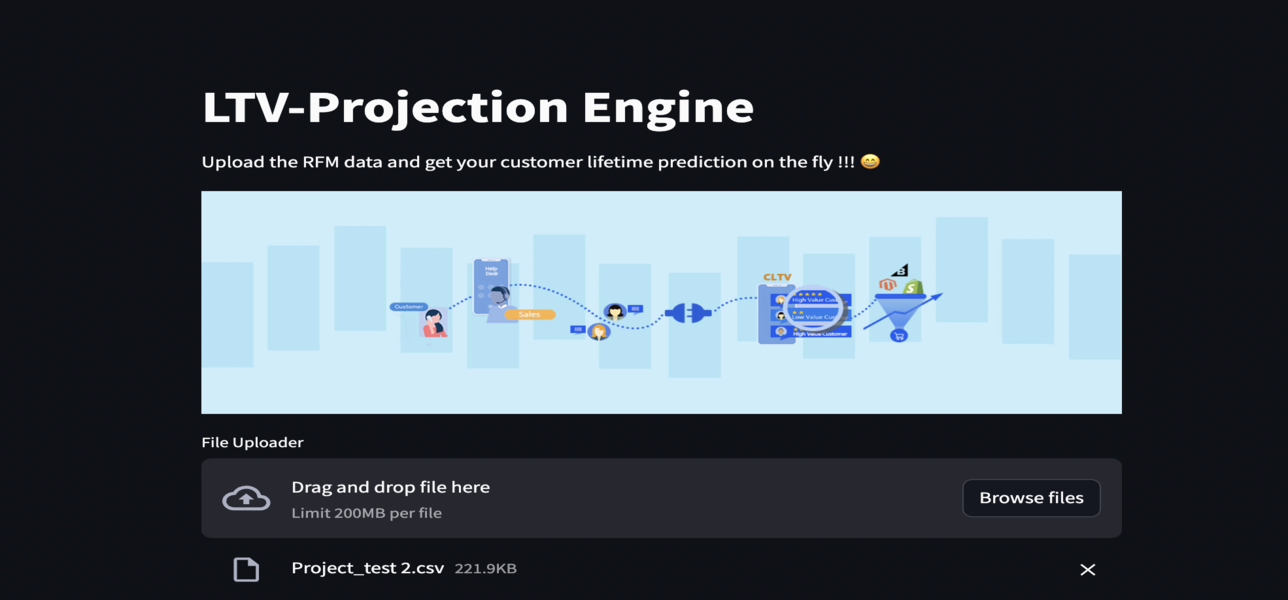 LTV-Projection Engine
Upload the RFM data and get your customer lifetime prediction on the fly !!! 😄
Help
Desk
Customer
Sales
CLTV
High Value Cus
Low Value Cus
High Value Customer
File Uploader
Drag and drop file here
Limit 200MB per file
Browse files
Project_test 2.csv 221.9KB